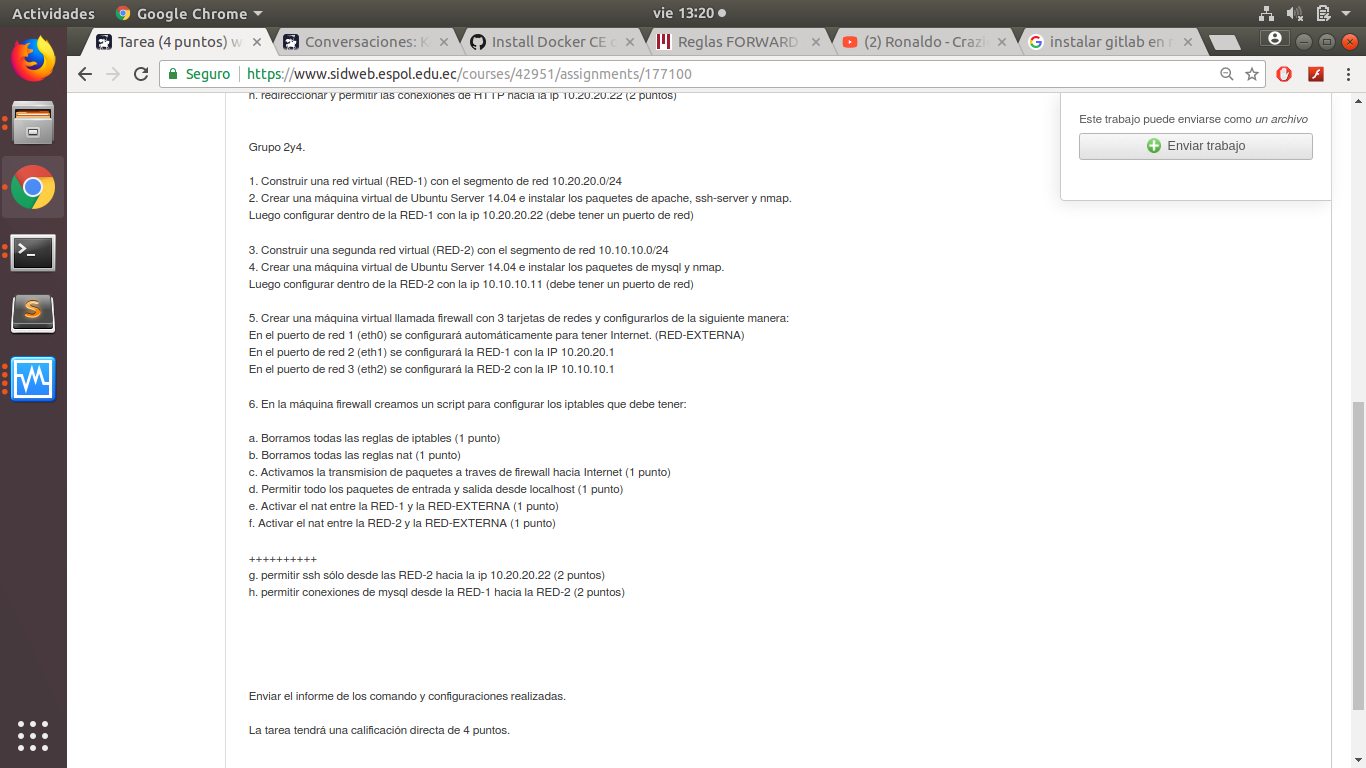 Actividades
Google Chrome
vie 13:20
Tarea (4 puntos) w
Conversaciones: K
Install Docker CE
Reglas FORWARD
(2) Ronaldo - Crazi
instalar gitlab en
Seguro
https://www.sidweb.espol.edu.ec/courses/42951/assignments/177100
h. redireccionar y permitir las conexiones de HTTP hacia la ip 10.20.20.22 (2 puntos)
Este trabajo puede enviarse como un archivo
Enviar trabajo
Grupo 2y4.
1. Construir una red virtual (RED-1) con el segmento de red 10.20.20.0/24
2. Crear una máquina virtual de Ubuntu Server 14.04 e instalar los paquetes de apache, ssh-server y nmap.
Luego configurar dentro de la RED-1 con la ip 10.20.20.22 (debe tener un puerto de red)
3. Construir una segunda red virtual (RED-2) con el segmento de red 10.10.10.0/24
4. Crear una máquina virtual de Ubuntu Server 14.04 e instalar los paquetes de mysql y nmap.
Luego configurar dentro de la RED-2 con la ip 10.10.10.11 (debe tener un puerto de red)
5. Crear una máquina virtual llamada firewall con 3 tarjetas de redes y configurarlos de la siguiente manera:
En el puerto de red 1 (eth0) se configurará automáticamente para tener Internet. (RED-EXTERNA)
En el puerto de red 2 (eth1) se configurará la RED-1 con la IP 10.20.20.1
En el puerto de red 3 (eth2) se configurará la RED-2 con la IP 10.10.10.1
6. En la máquina firewall creamos un script para configurar los iptables que debe tener:
a. Borramos todas las reglas de iptables (1 punto)
b. Borramos todas las reglas nat (1 punto)
c. Activamos la transmision de paquetes a traves de firewall hacia Internet (1 punto)
d. Permitir todo los paquetes de entrada y salida desde localhost (1 punto)
e. Activar el nat entre la RED-1 y la RED-EXTERNA (1 punto)
f. Activar el nat entre la RED-2 y la RED-EXTERNA (1 punto)
++++++++++
g. permitir ssh sólo desde las RED-2 hacia la ip 10.20.20.22 (2 puntos)
h. permitir conexiones de mysql desde la RED-1 hacia la RED-2 (2 puntos)
Enviar el informe de los comando y configuraciones realizadas.
La tarea tendrá una calificación directa de 4 puntos.